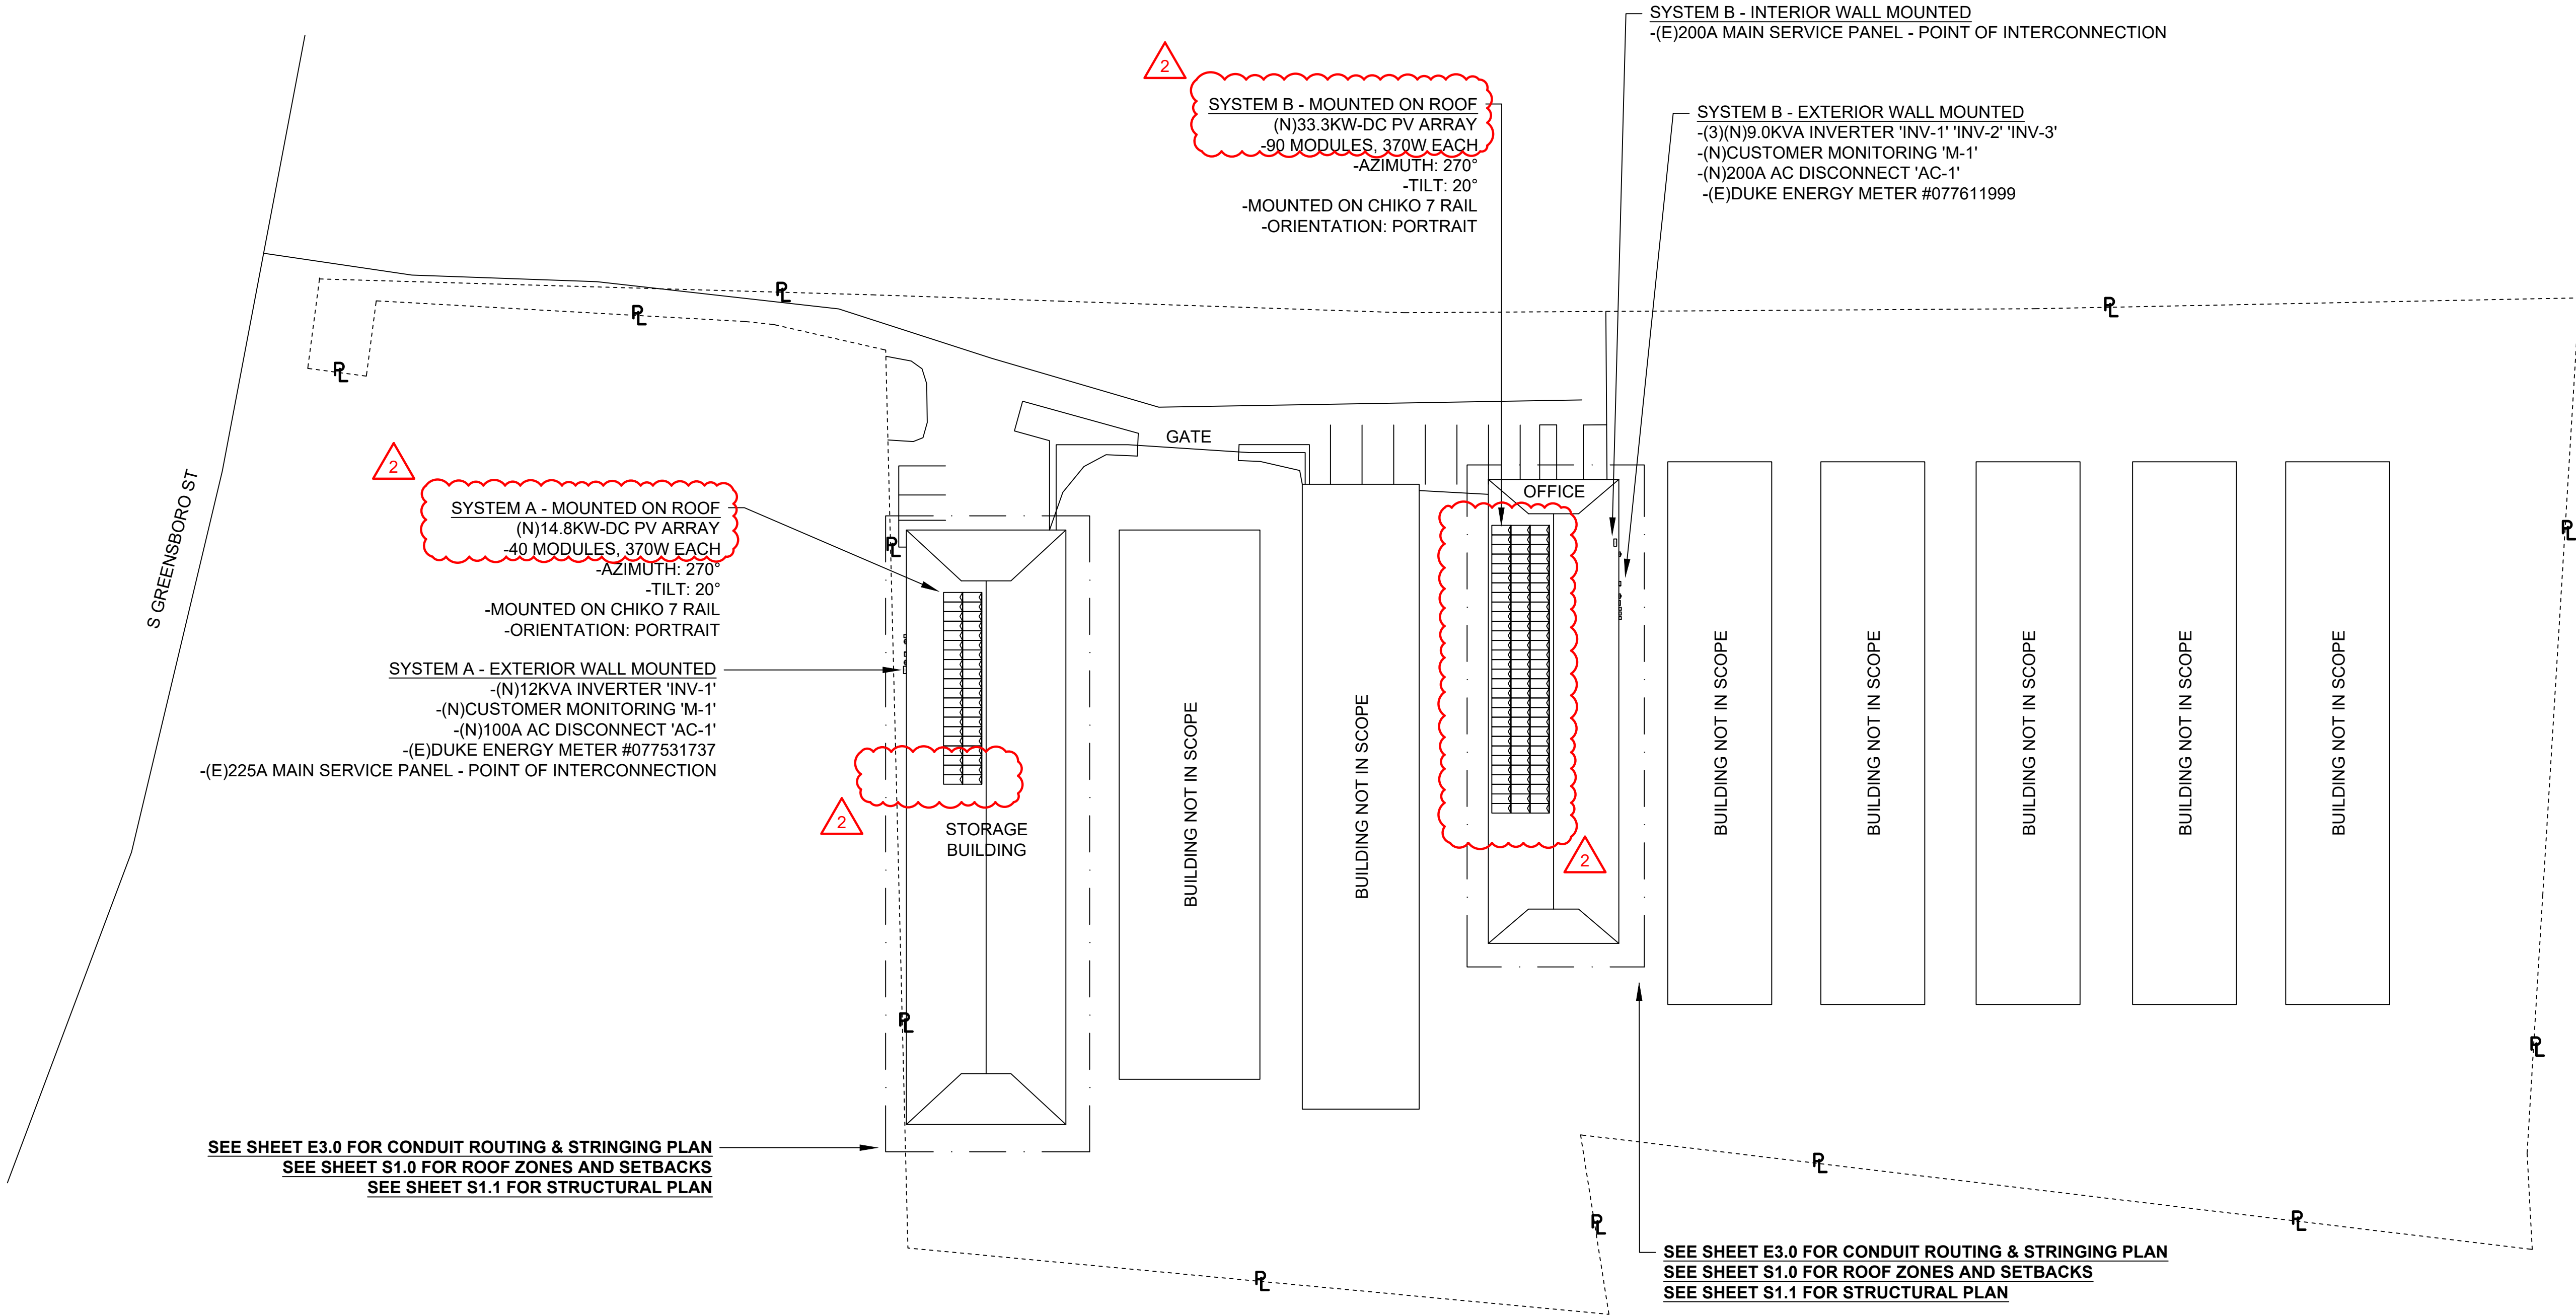 SYSTEM B - INTERIOR WALL MOUNTED
-(E)200A MAIN SERVICE PANEL - POINT OF INTERCONNECTION
2
SYSTEM B - MOUNTED ON ROOF
(N)33.3KW-DC PV ARRAY
-90 MODULES, 370W EACH
-AZIMUTH: 270°
-TILT: 20°
-MOUNTED ON CHIKO 7 RAIL
-ORIENTATION: PORTRAIT
SYSTEM B - EXTERIOR WALL MOUNTED
-(3)(N)9.0KVA INVERTER 'INV-1' 'INV-2' 'INV-3'
-(N)CUSTOMER MONITORING 'M-1'
-(N)200A AC DISCONNECT 'AC-1'
-(E)DUKE ENERGY METER #077611999
PL
PL
PL
PL
GATE
OFFICE
2
SYSTEM A - MOUNTED ON ROOF
(N)14.8KW-DC PV ARRAY
-40 MODULES, 370W EACH
-AZIMUTH: 270°
-TILT: 20°
-MOUNTED ON CHIKO 7 RAIL
-ORIENTATION: PORTRAIT
PL
PL
S GREENSBORO ST
SYSTEM A - EXTERIOR WALL MOUNTED
-(N)12KVA INVERTER 'INV-1'
-(N)CUSTOMER MONITORING 'M-1'
-(N)100A AC DISCONNECT 'AC-1'
-(E)DUKE ENERGY METER #077531737
-(E)225A MAIN SERVICE PANEL - POINT OF INTERCONNECTION
2
STORAGE
BUILDING
BUILDING NOT IN SCOPE
BUILDING NOT IN SCOPE
2
BUILDING NOT IN SCOPE
BUILDING NOT IN SCOPE
BUILDING NOT IN SCOPE
BUILDING NOT IN SCOPE
BUILDING NOT IN SCOPE
PL
PL
SEE SHEET E3.0 FOR CONDUIT ROUTING & STRINGING PLAN
SEE SHEET S1.0 FOR ROOF ZONES AND SETBACKS
SEE SHEET S1.1 FOR STRUCTURAL PLAN
PL
PL
PL
PL
SEE SHEET E3.0 FOR CONDUIT ROUTING & STRINGING PLAN
SEE SHEET S1.0 FOR ROOF ZONES AND SETBACKS
SEE SHEET S1.1 FOR STRUCTURAL PLAN